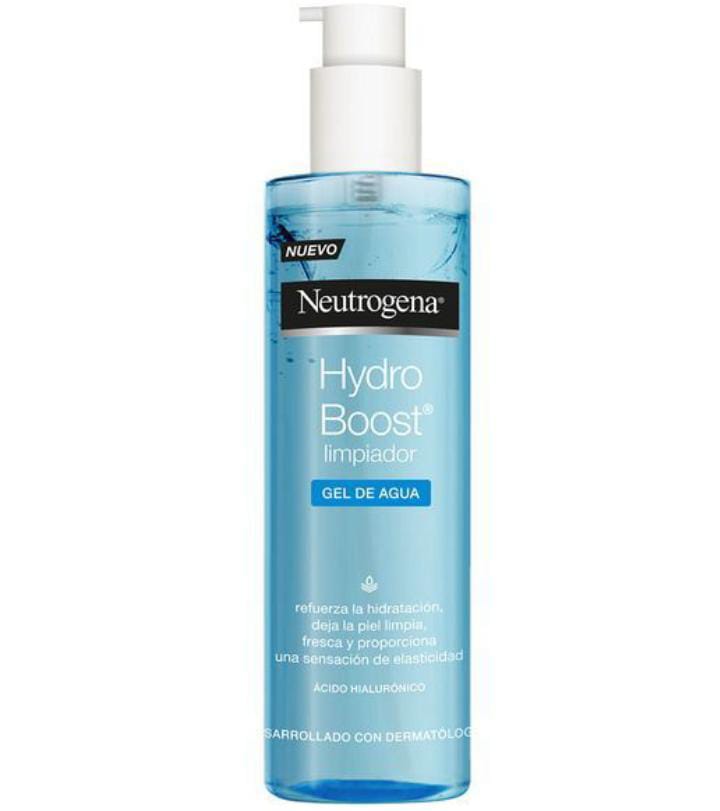 NUEVO
Neutrogena®
Hydro
Boost®
limpiador
GEL DE AGUA
refuerza la hidratación,
deja la piel limpia,
fresca y proporciona
una sensación de elasticidad
ÁCIDO HIALURÓNICO
SARROLLADO CON DERMATÓLOG